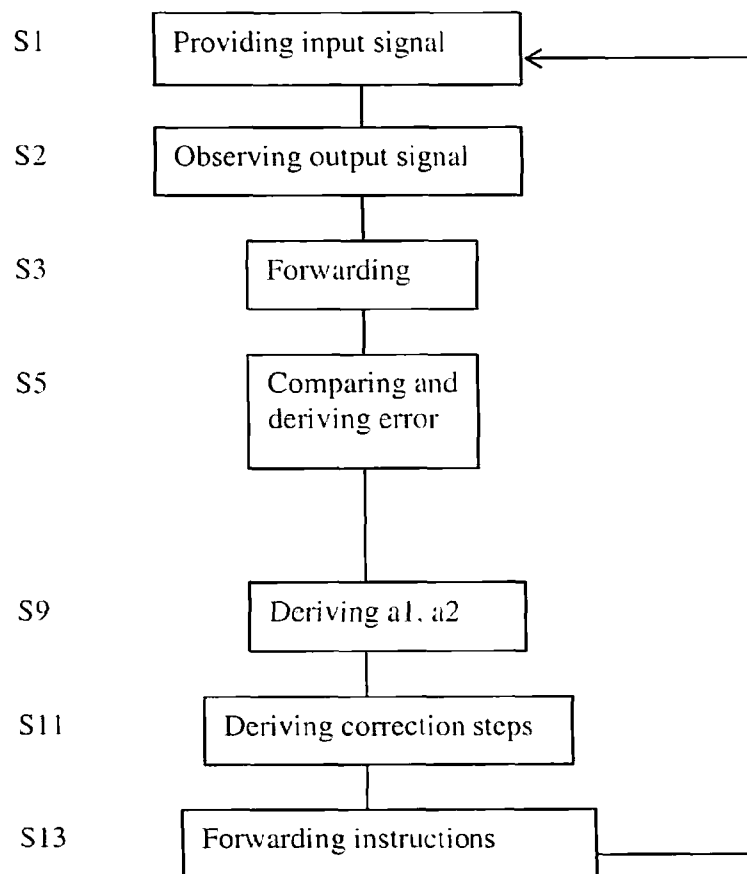 S1 Providing input signal
S2 Observing output signal
S3 Forwarding
S5 Comparing and
deriving error
S9 Deriving a1, a2
S11 Deriving correction steps
S13 Forwarding instructions